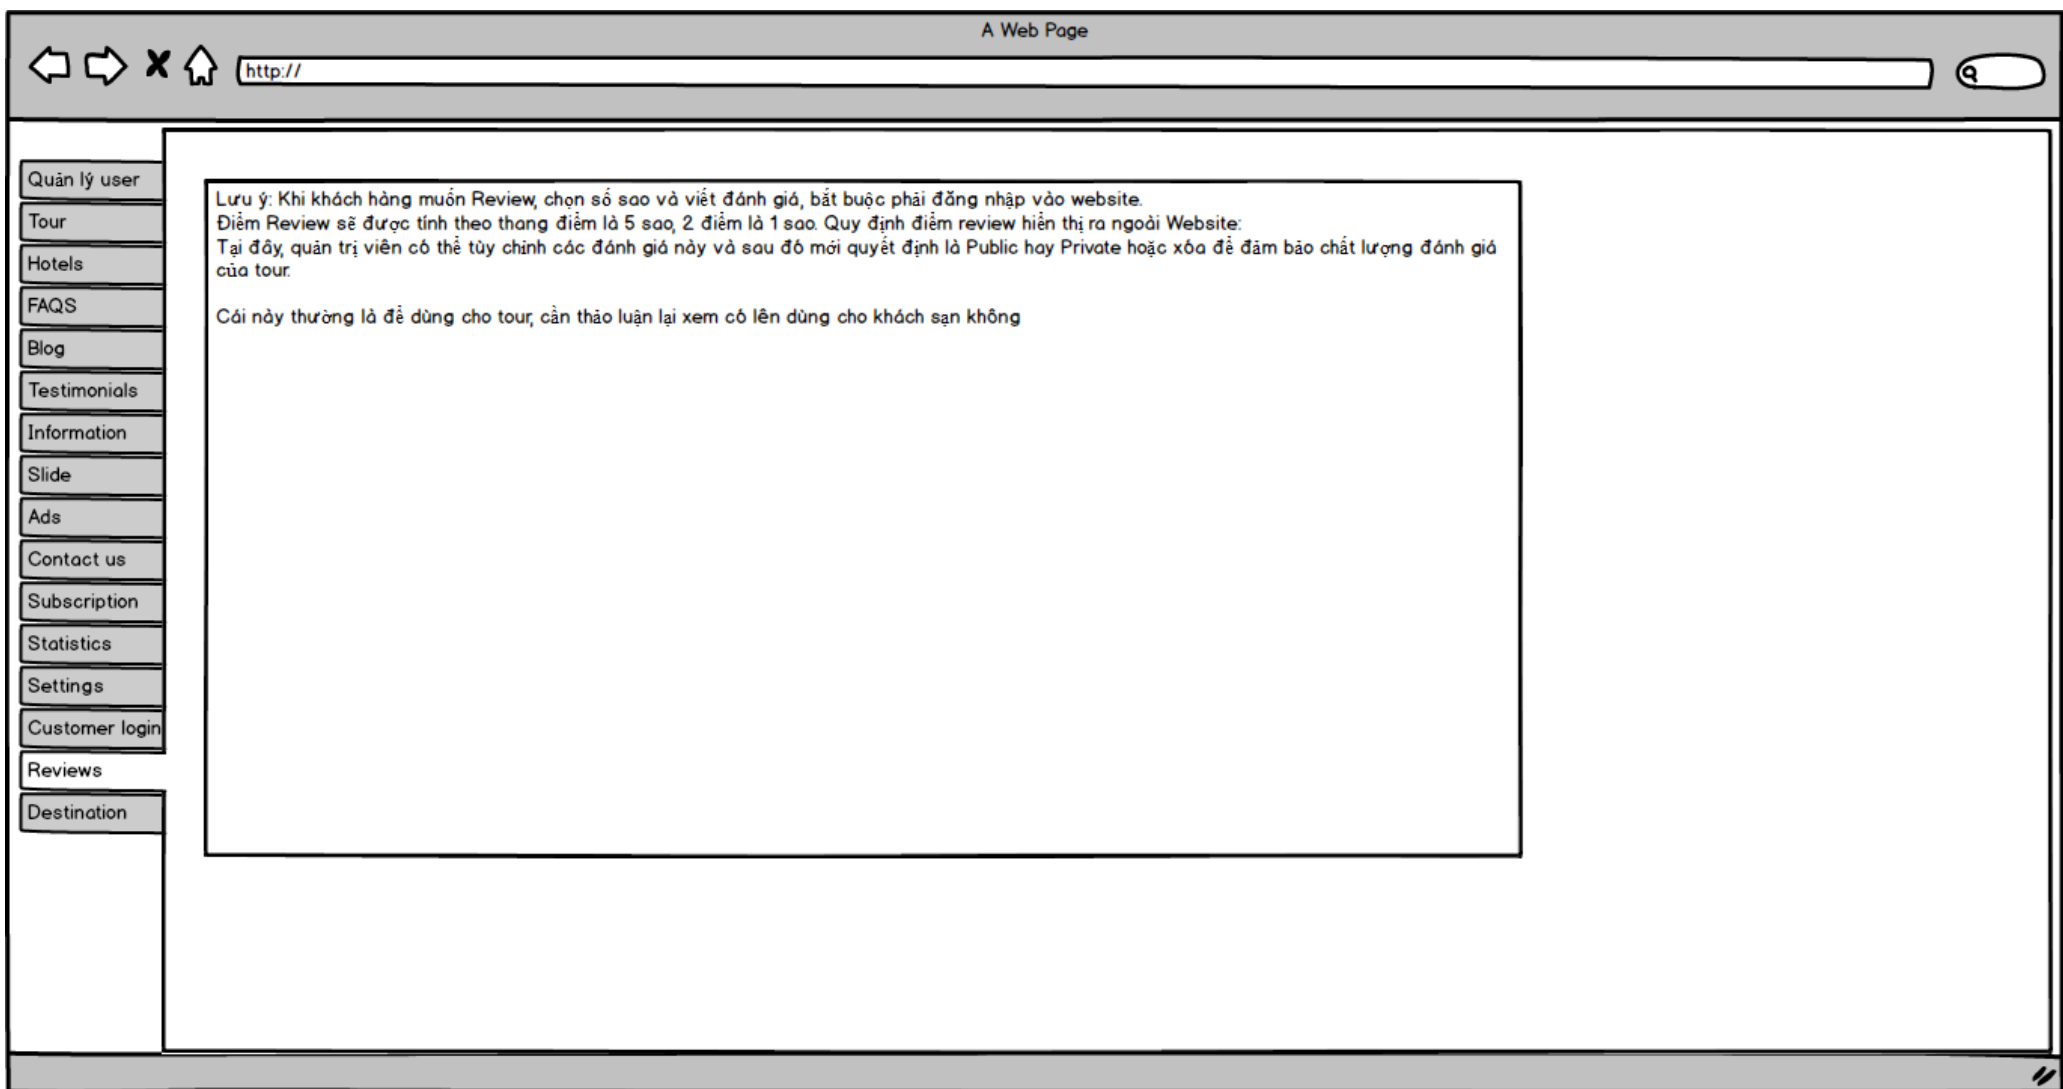 A Web Page
http://
Quản lý user
Tour
Hotels
FAQS
Blog
Testimonials
Information
Slide
Ads
Contact us
Subscription
Statistics
Settings
Customer login
Reviews
Destination
Lưu ý: Khi khách hàng muốn Review, chọn số sao và viết đánh giá, bắt buộc phải đăng nhập vào website.
Điểm Review sẽ được tính theo thang điểm là 5 sao, 2 điểm là 1 sao. Quy định điểm review hiển thị ra ngoài Website:
Tại đây, quản trị viên có thể tùy chỉnh các đánh giá này và sau đó mới quyết định là Public hay Private hoặc xóa để đảm bảo chất lượng đánh giá
của tour.
Cái này thường là để dùng cho tour, cần thảo luận lại xem có lên dùng cho khách sạn không